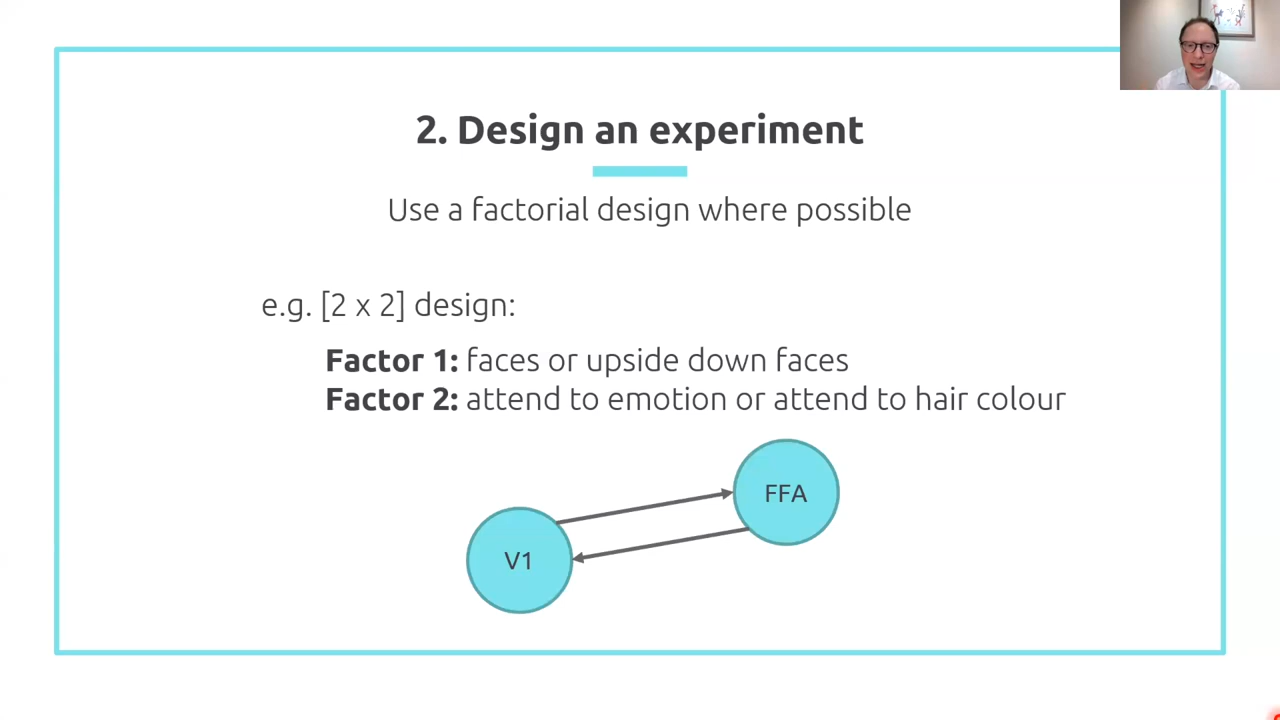 2. Design an experiment
Use a factorial design where possible
e.g. [2 x 2] design:
Factor 1: faces or upside down faces
Factor 2: attend to emotion or attend to hair colour
FFA
V1